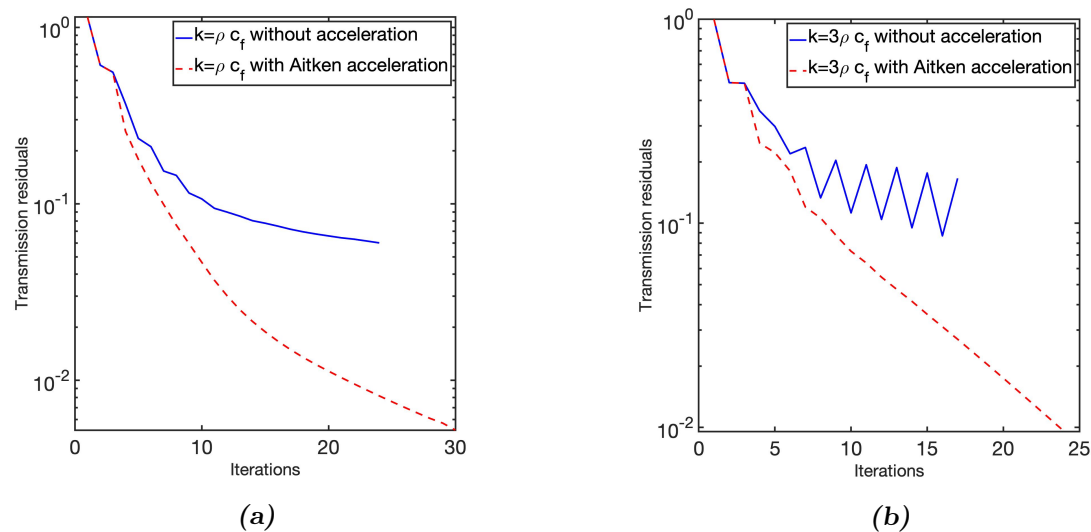 10^0
10^-1
10^-2
Transmission residuals
k=ρ c_f without acceleration
k=ρ c_f with Aitken acceleration
0 10 20 30
Iterations
(a)
10^0
10^-1
10^-2
Transmission residuals
k=3ρ c_f without acceleration
k=3ρ c_f with Aitken acceleration
0 5 10 15 20 25
Iterations
(b)